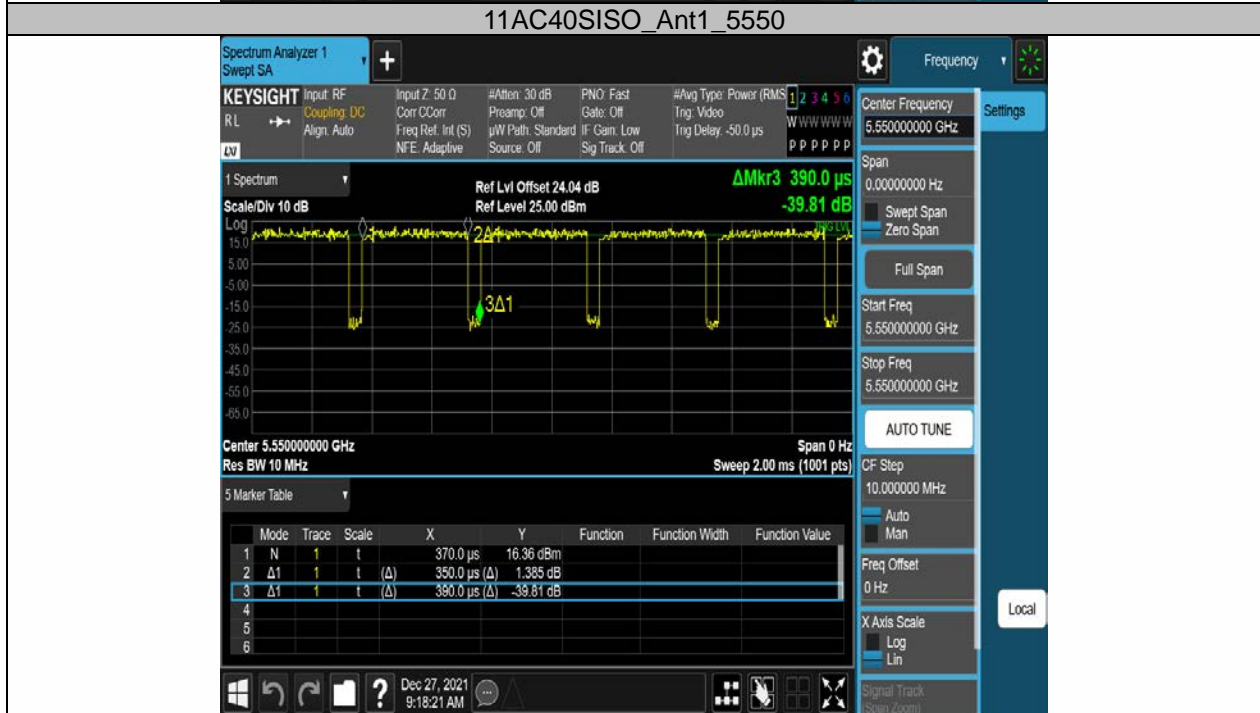 11AC40SISO_Ant1_5550
Spectrum Analyzer 1
Swept SA
Frequency
KEYSIGHT
RL
LXI
Input: RF
Coupling: DC
Align: Auto
Input Z: 50 Ω
Corr CCorr
Freq Ref: Int (S)
NFE: Adaptive
#Atten: 30 dB
Preamp: Off
µW Path: Standard
Source: Off
PNO: Fast
Gate: Off
IF Gain: Low
Sig Track: Off
#Avg Type: Power (RMS
Trig: Video
Trig Delay: -50.0 µs
1 2 3 4 5 6
W W W W W W
P P P P P P
1 Spectrum
Scale/Div 10 dB
Ref Lvl Offset 24.04 dB
Ref Level 25.00 dBm
ΔMkr3 390.0 µs
-39.81 dB
Log
15.0
5.00
-5.00
-15.0
-25.0
-35.0
-45.0
-55.0
-65.0
2Δ1
3Δ1
TRIG LVL
Center 5.550000000 GHz
Res BW 10 MHz
Span 0 Hz
Sweep 2.00 ms (1001 pts)
5 Marker Table
Mode Trace Scale X Y Function Function Width Function Value
1 N 1 t 370.0 µs 16.36 dBm
2 Δ1 1 t (Δ) 350.0 µs (Δ) 1.385 dB
3 Δ1 1 t (Δ) 390.0 µs (Δ) -39.81 dB
4
5
6
Dec 27, 2021
9:18:21 AM
Center Frequency
5.550000000 GHz
Settings
Span
0.00000000 Hz
Swept Span
Zero Span
Full Span
Start Freq
5.550000000 GHz
Stop Freq
5.550000000 GHz
AUTO TUNE
CF Step
10.000000 MHz
Auto
Man
Freq Offset
0 Hz
X Axis Scale
Log
Lin
Local
Signal Track
(Span Zoom)